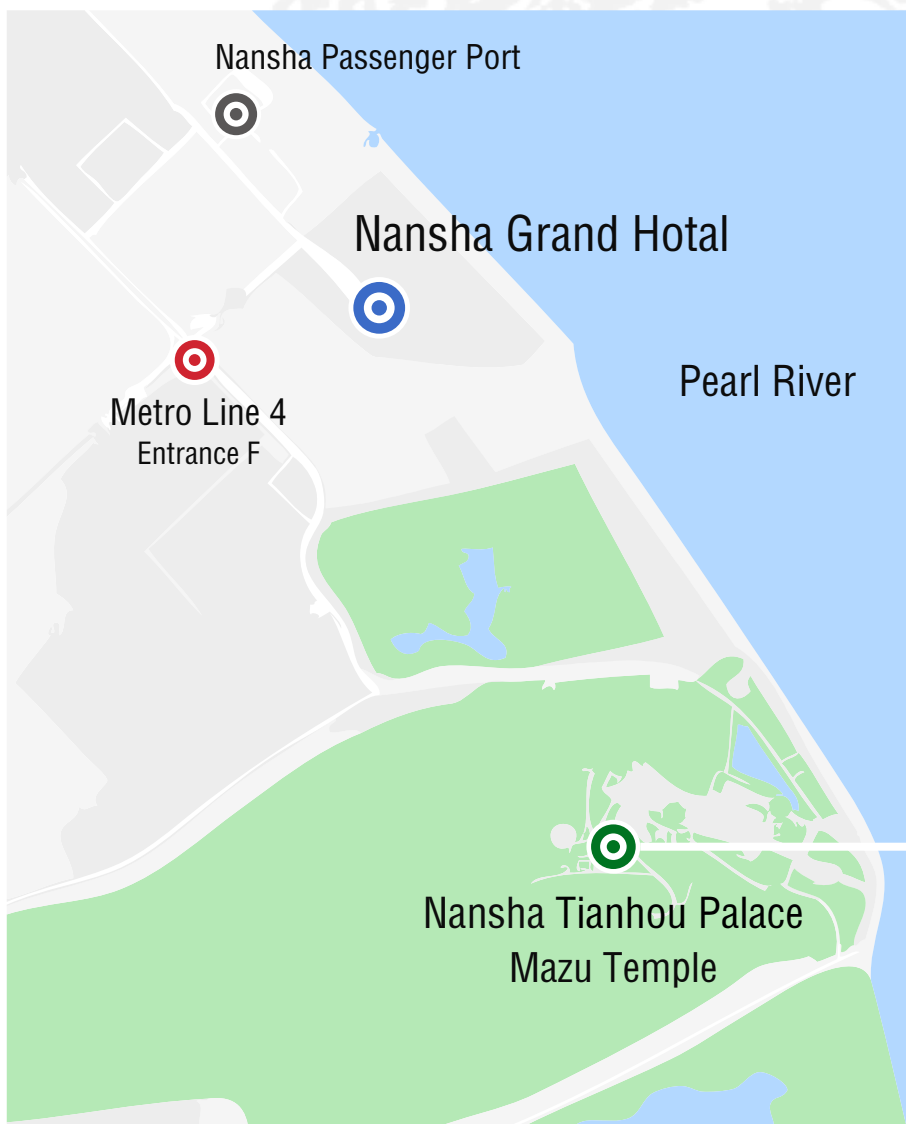 Nansha Passenger Port
Nansha Grand Hotal
Pearl River
Metro Line 4
Entrance F
Nansha Tianhou Palace
Mazu Temple